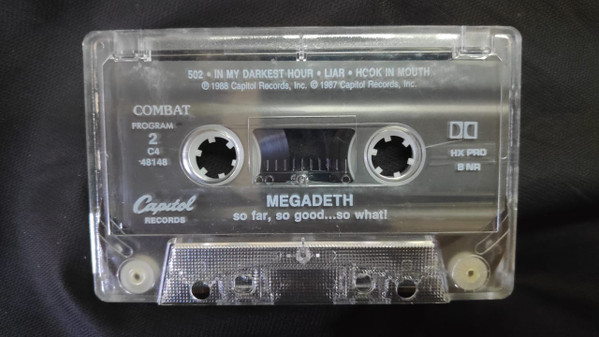 502 • IN MY DARKEST HOUR • LIAR • HOOK IN MOUTH
℗ 1988 Capitol Records, Inc. © 1987 Capitol Records, Inc.
COMBAT
PROGRAM
2
C4
48148
HX PRO
B NR
Capitol
RECORDS
MEGADETH
so far, so good...so what!